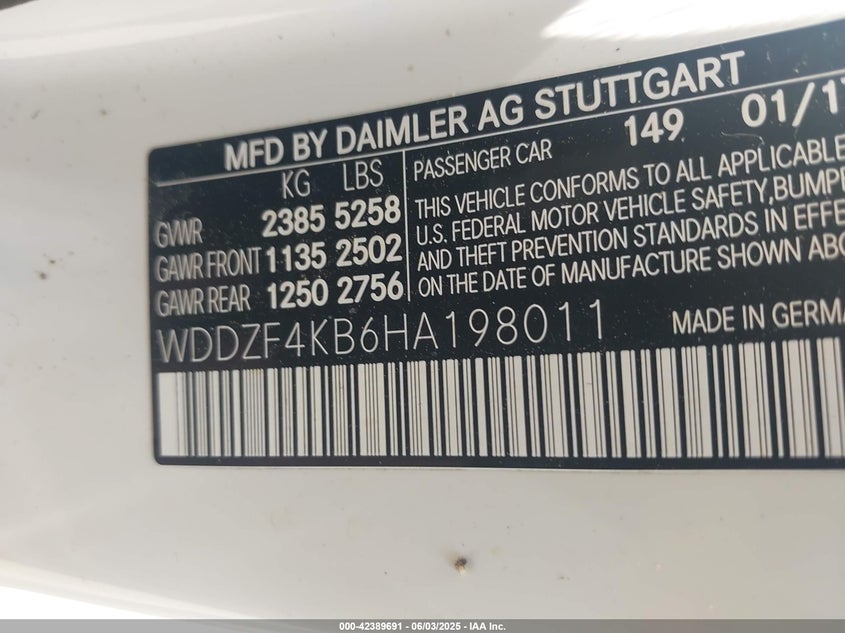 MFD BY DAIMLER AG STUTTGART
KG LBS
GVWR 2385 5258
GAWR FRONT 1135 2502
GAWR REAR 1250 2756
PASSENGER CAR 149 01/17
THIS VEHICLE CONFORMS TO ALL APPLICABLE
U.S. FEDERAL MOTOR VEHICLE SAFETY, BUMPE
AND THEFT PREVENTION STANDARDS IN EFFE
ON THE DATE OF MANUFACTURE SHOWN ABO
WDDZF4KB6HA198011 MADE IN GERMA
000-42389691 - 06/03/2025 - IAA Inc.